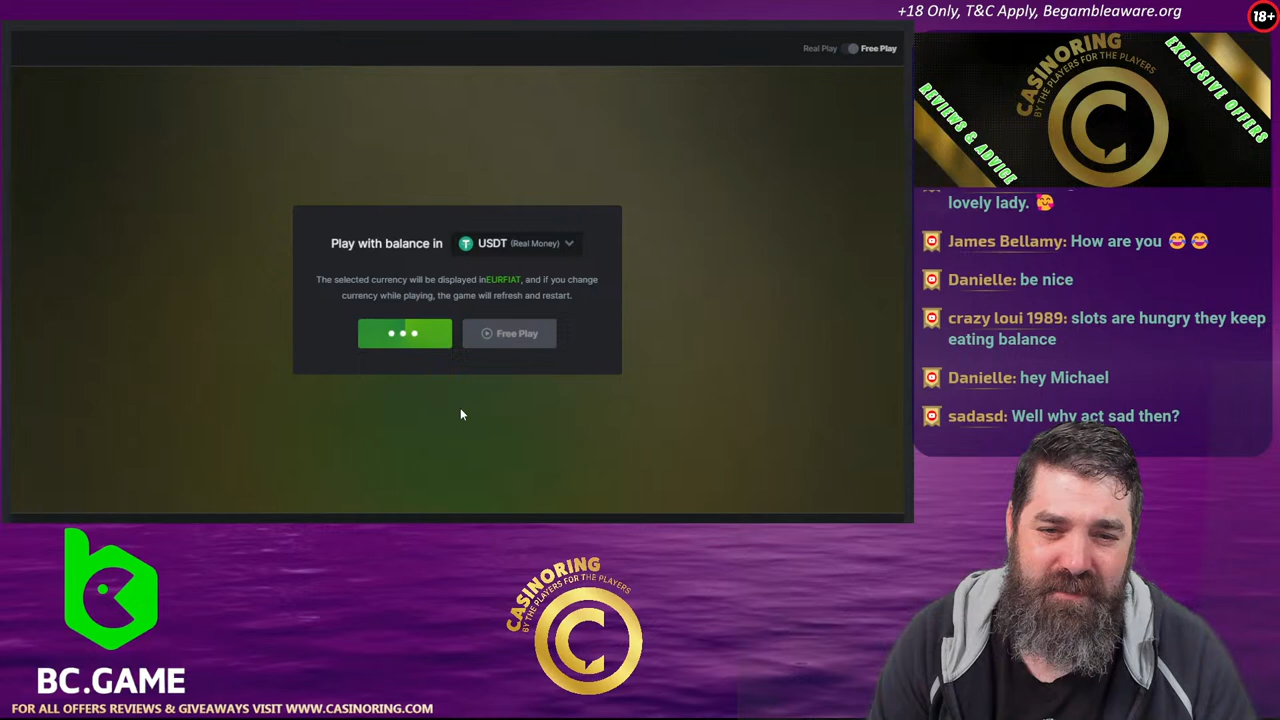 +18 Only, T&C Apply, Begambleaware.org
18+
Real Play
Free Play
CASINORING
BY THE PLAYERS FOR THE PLAYERS
REVIEWS & ADVICE
EXCLUSIVE OFFERS
Play with balance in USDT (Real Money)
The selected currency will be displayed inEURFIAT, and if you change
currency while playing, the game will refresh and restart.
Free Play
lovely lady. 🥰
James Bellamy: How are you 😂 😂
Danielle: be nice
crazy loui 1989: slots are hungry they keep
eating balance
Danielle: hey Michael
sadasd: Well why act sad then?
BC.GAME
CASINORING
BY THE PLAYERS FOR THE PLAYERS
FOR ALL OFFERS REVIEWS & GIVEAWAYS VISIT WWW.CASINORING.COM